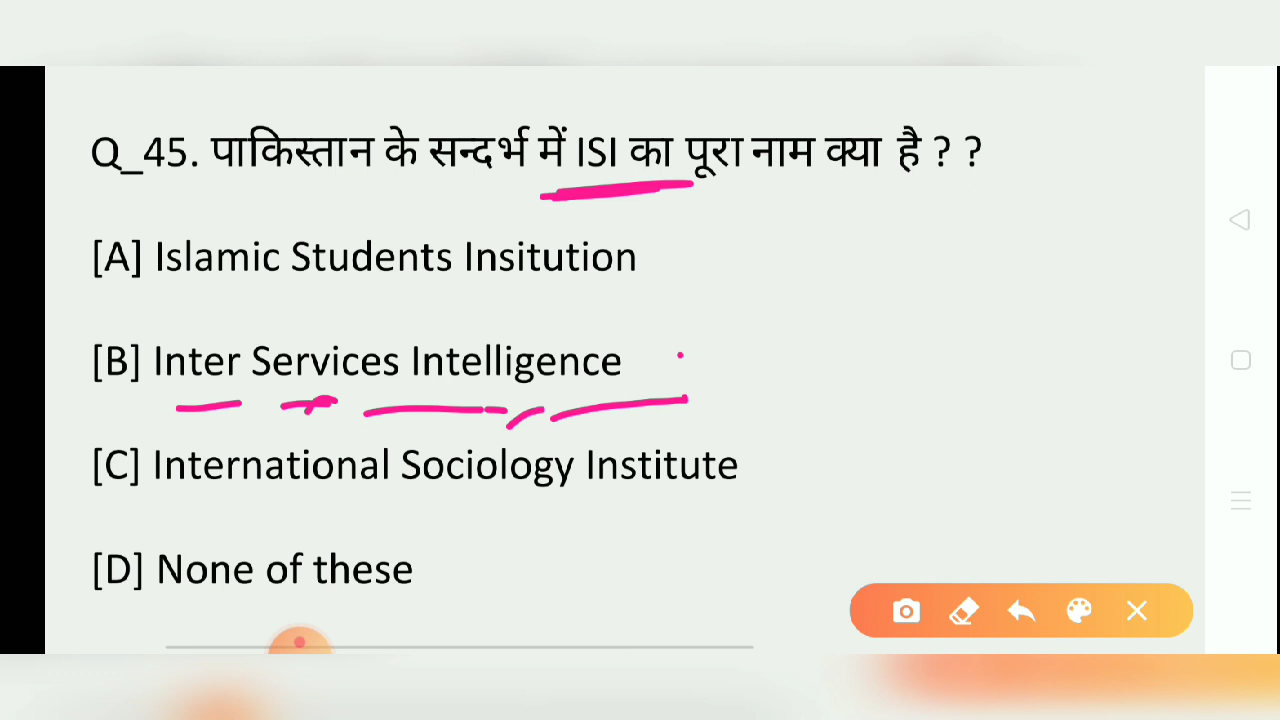 Q_45. पाकिस्तान के सन्दर्भ में ISI का पूरा नाम क्या है ? ?
[A] Islamic Students Insitution
[B] Inter Services Intelligence
[C] International Sociology Institute
[D] None of these